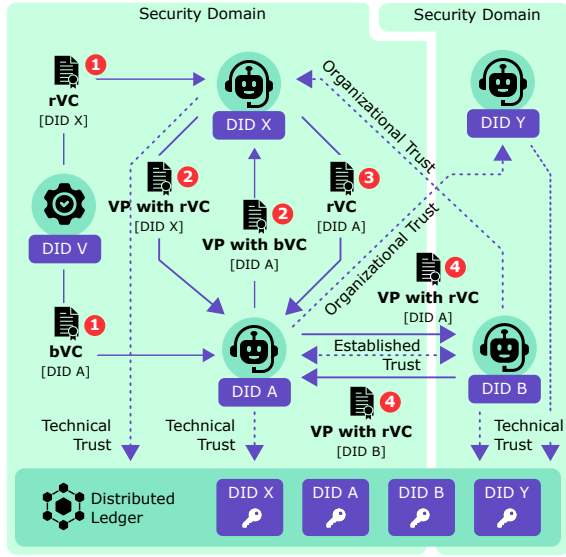 Security Domain
Security Domain
1
rVC
[DID X]
DID X
DID Y
Organizational Trust
2
VP with rVC
[DID X]
2
VP with bVC
[DID A]
3
rVC
[DID A]
DID V
Organizational Trust
1
bVC
[DID A]
4
VP with rVC
[DID A]
Established
Trust
DID A
DID B
4
VP with rVC
[DID B]
Technical
Trust
Technical
Trust
Technical
Trust
Distributed
Ledger
DID X
DID A
DID B
DID Y